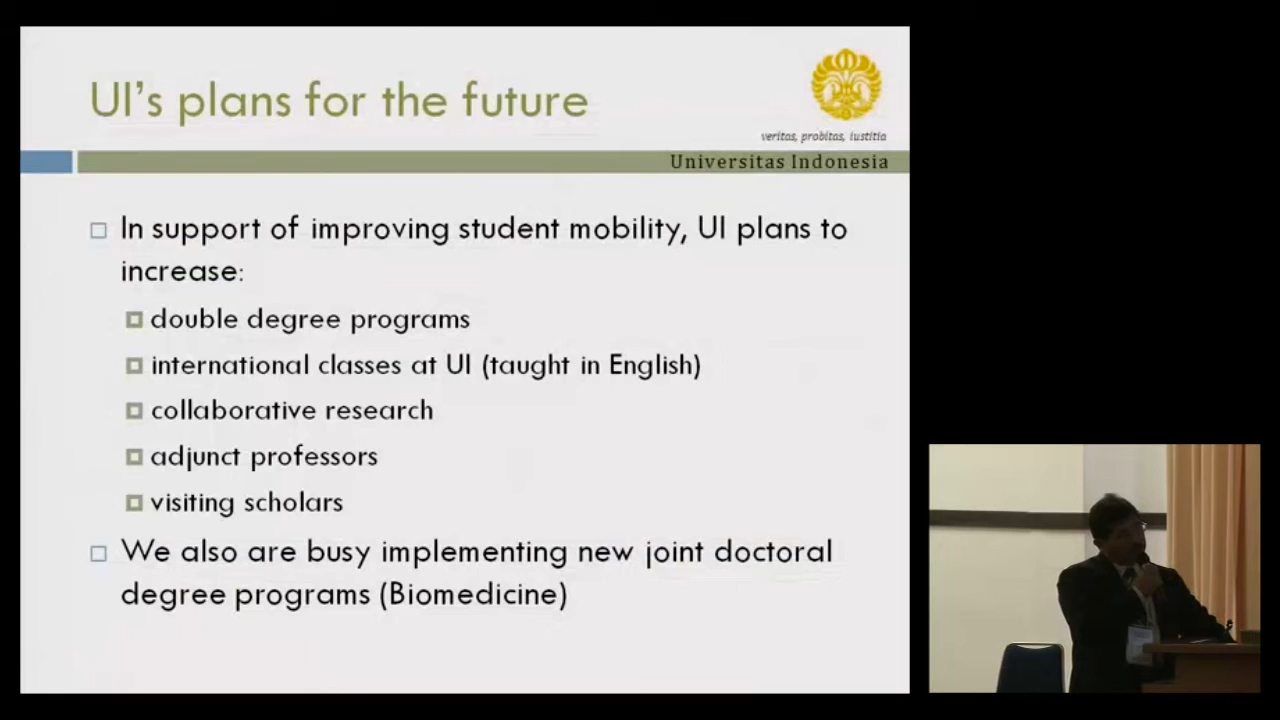 UI's plans for the future
veritas, probitas, iustitia
Universitas Indonesia
In support of improving student mobility, UI plans to
increase:
double degree programs
international classes at UI (taught in English)
collaborative research
adjunct professors
visiting scholars
We also are busy implementing new joint doctoral
degree programs (Biomedicine)